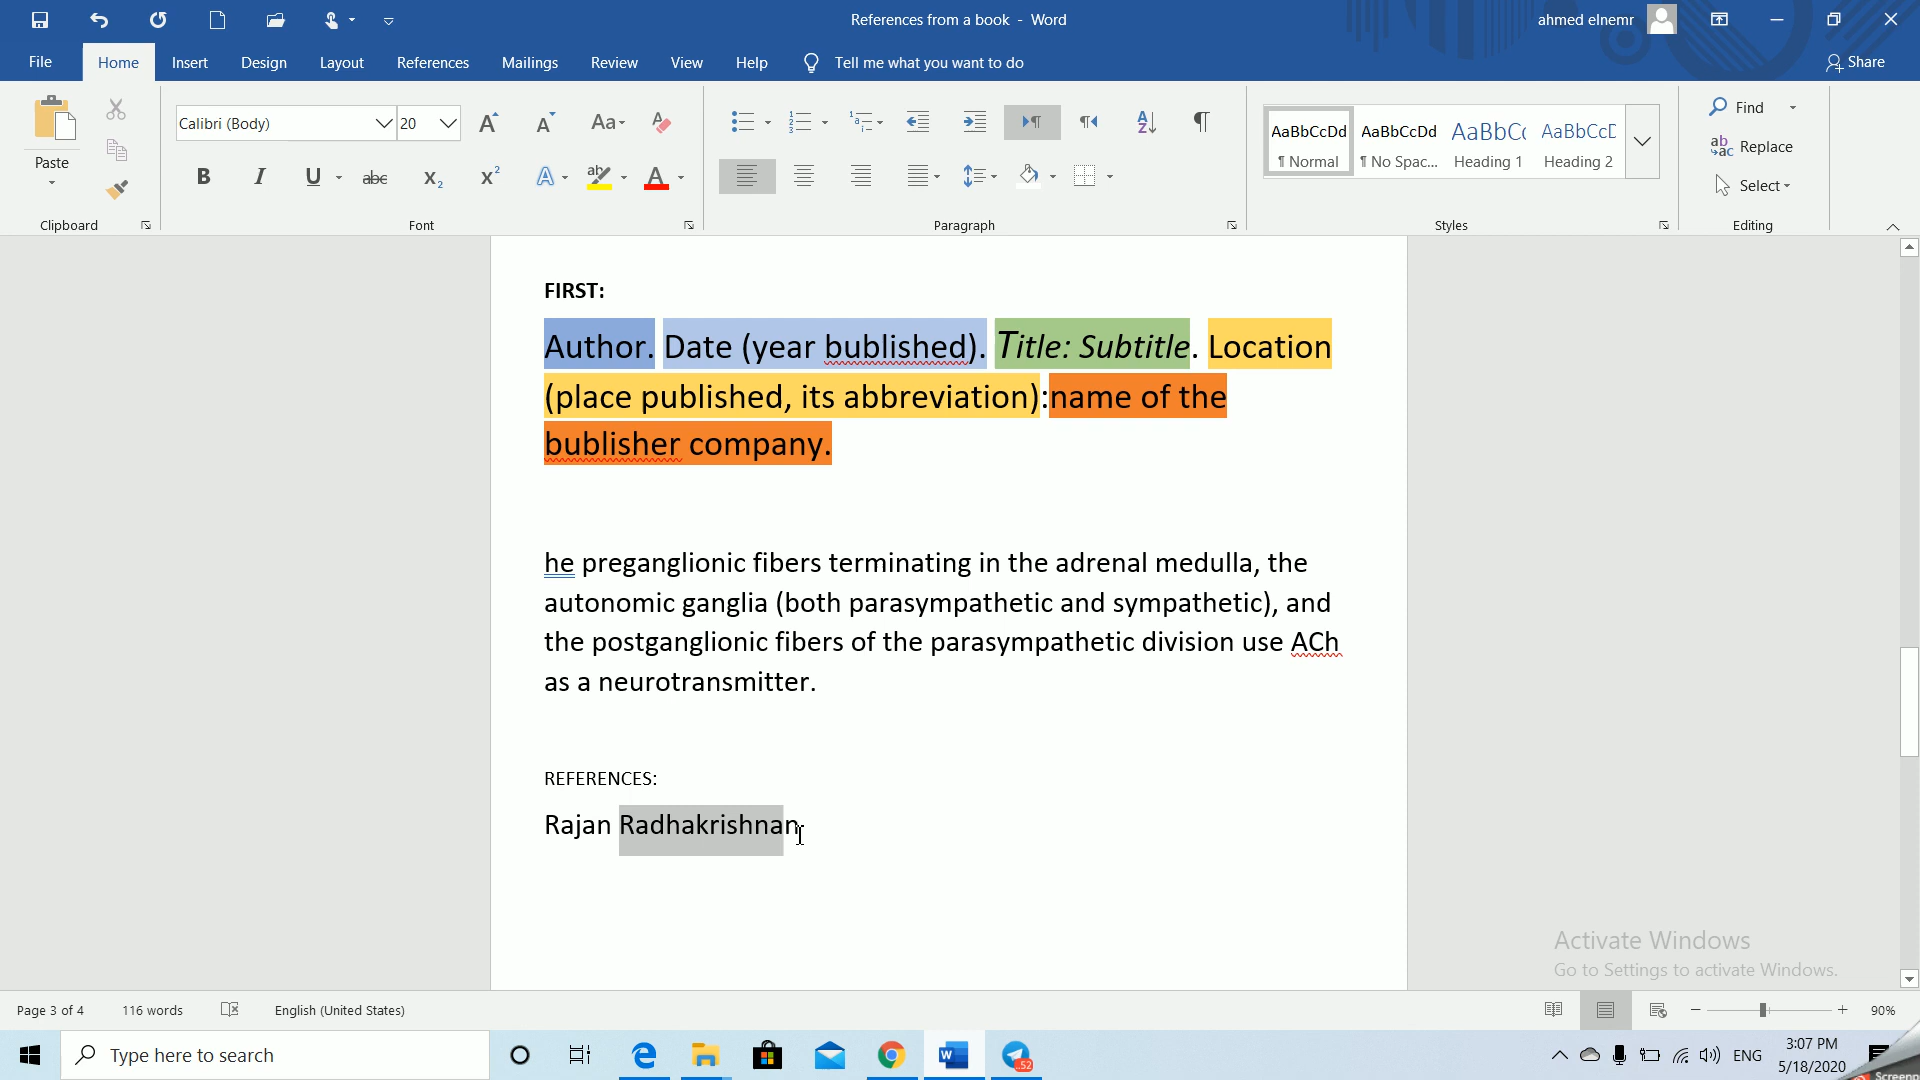 References from a book - Word
ahmed elnemr
File Home Insert Design Layout References Mailings Review View Help Tell me what you want to do
Share
Paste
Clipboard
Calibri (Body) 20
Font
Paragraph
AaBbCcDd AaBbCcDd AaBbCc AaBbCcE
¶ Normal ¶ No Spac... Heading 1 Heading 2
Styles
Find
Replace
Select
Editing
FIRST:
Author. Date (year bublished). Title: Subtitle. Location
(place published, its abbreviation):name of the
bublisher company.
he preganglionic fibers terminating in the adrenal medulla, the
autonomic ganglia (both parasympathetic and sympathetic), and
the postganglionic fibers of the parasympathetic division use ACh
as a neurotransmitter.
REFERENCES:
Rajan Radhakrishnan
Activate Windows
Go to Settings to activate Windows.
Page 3 of 4 116 words English (United States) 90%
Type here to search
52
ENG
3:07 PM
5/18/2020